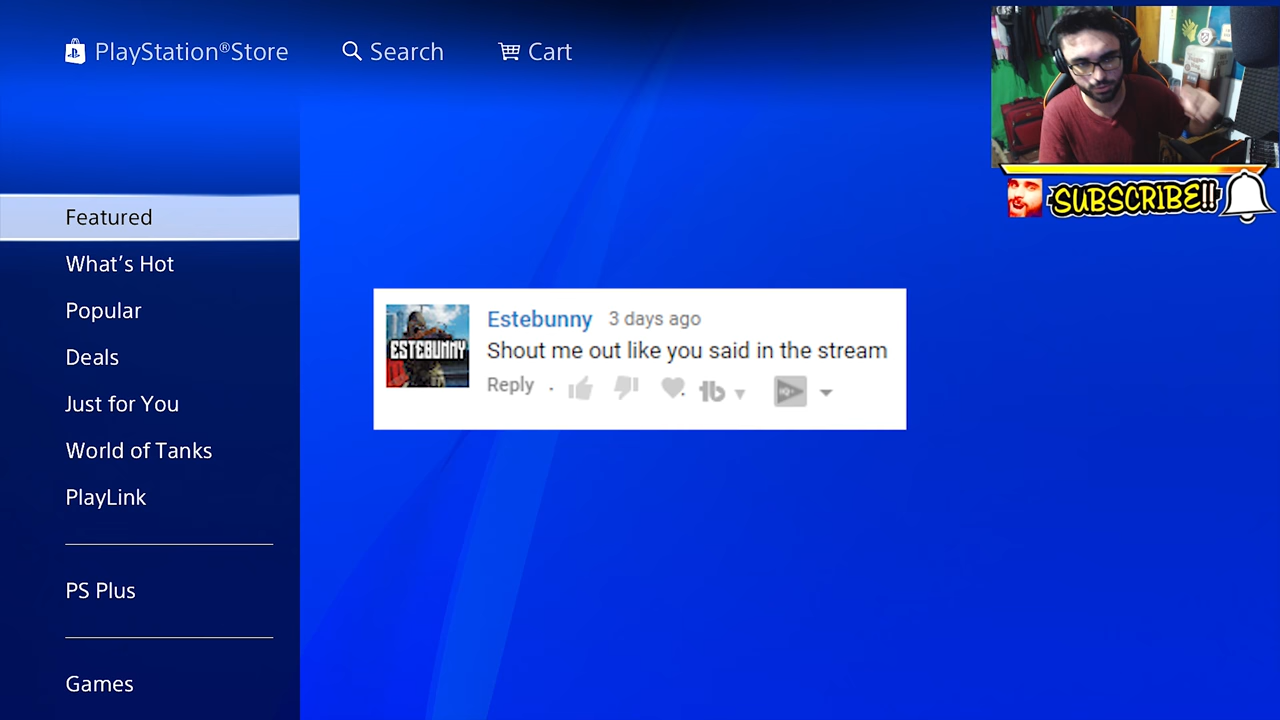 PlayStation®Store
Search
Cart
Featured
What's Hot
Popular
Deals
Just for You
World of Tanks
PlayLink
PS Plus
Games
SUBSCRIBE!!
ESTEBUNNY
Estebunny 3 days ago
Shout me out like you said in the stream
Reply